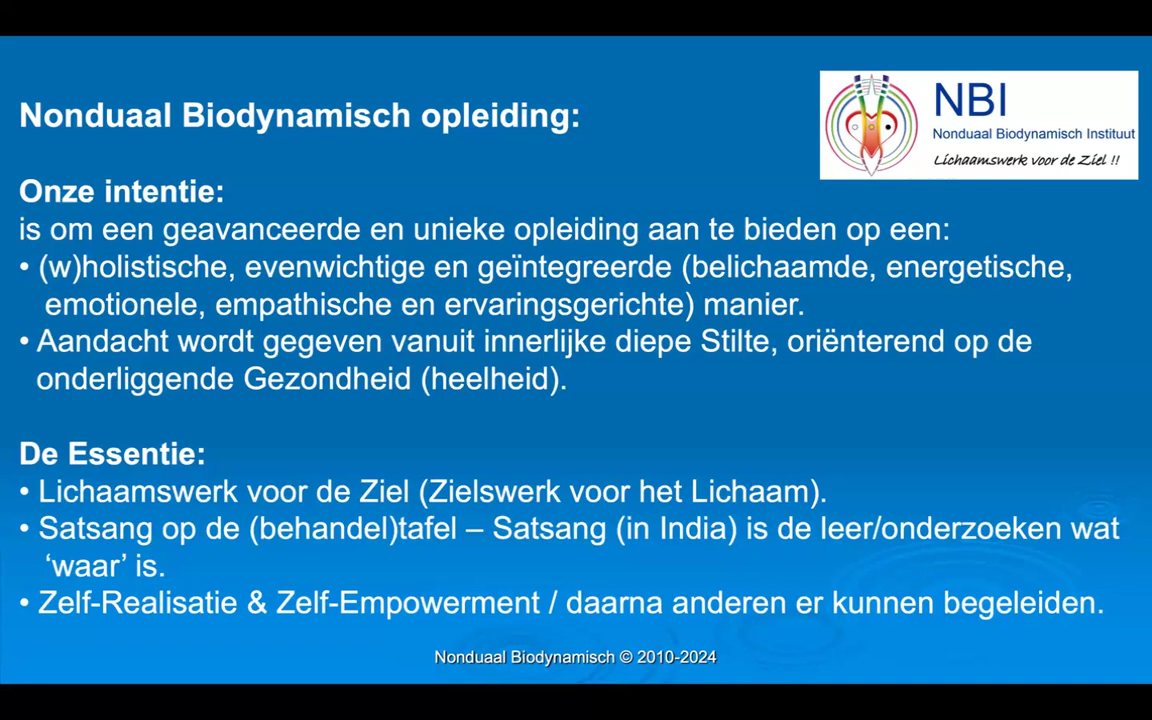 Nonduaal Biodynamisch opleiding:
NBI
Nonduaal Biodynamisch Instituut
Lichaamswerk voor de Ziel !!
Onze intentie:
is om een geavanceerde en unieke opleiding aan te bieden op een:
• (w)holistische, evenwichtige en geïntegreerde (belichaamde, energetische,
emotionele, empathische en ervaringsgerichte) manier.
• Aandacht wordt gegeven vanuit innerlijke diepe Stilte, oriënterend op de
onderliggende Gezondheid (heelheid).
De Essentie:
• Lichaamswerk voor de Ziel (Zielswerk voor het Lichaam).
• Satsang op de (behandel)tafel – Satsang (in India) is de leer/onderzoeken wat
‘waar’ is.
• Zelf-Realisatie & Zelf-Empowerment / daarna anderen er kunnen begeleiden.
Nonduaal Biodynamisch © 2010-2024